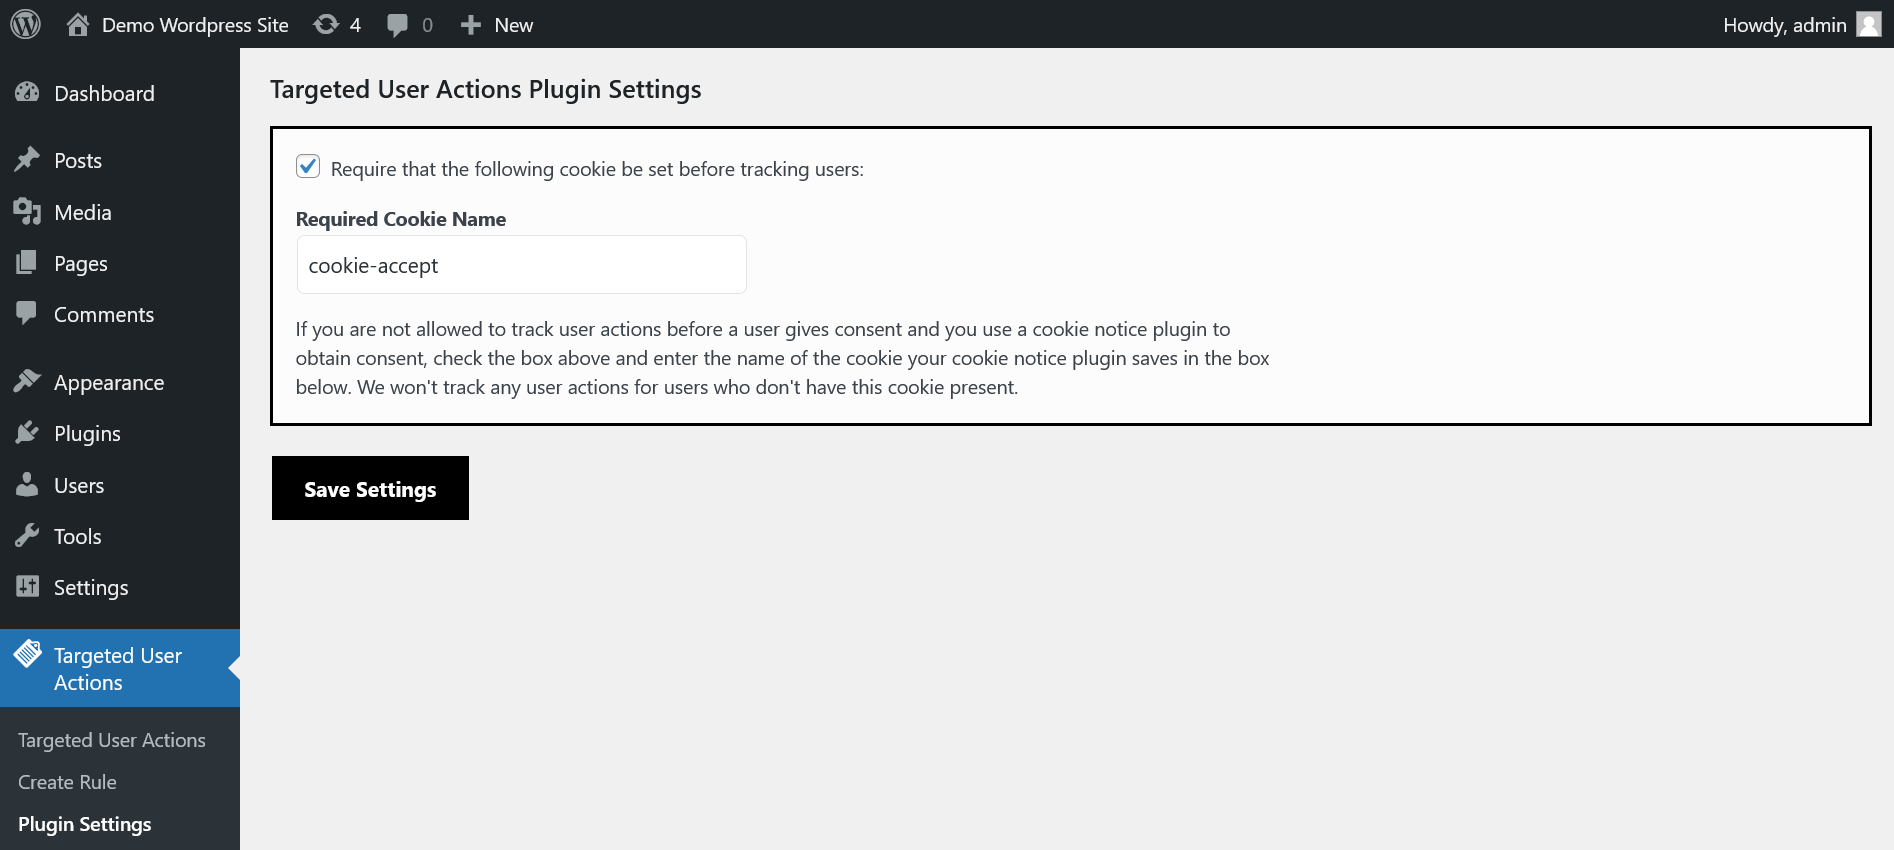 Demo Wordpress Site 4 0 New Howdy, admin
Dashboard
Posts
Media
Pages
Comments
Appearance
Plugins
Users
Tools
Settings
Targeted User
Actions
Targeted User Actions
Create Rule
Plugin Settings
Targeted User Actions Plugin Settings
Require that the following cookie be set before tracking users:
Required Cookie Name
cookie-accept
If you are not allowed to track user actions before a user gives consent and you use a cookie notice plugin to
obtain consent, check the box above and enter the name of the cookie your cookie notice plugin saves in the box
below. We won't track any user actions for users who don't have this cookie present.
Save Settings